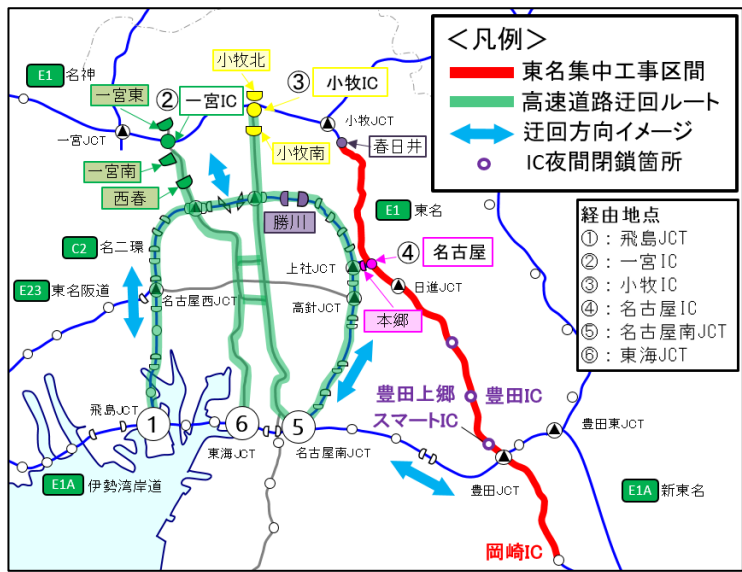 ＜凡例＞
東名集中工事区間
高速道路迂回ルート
迂回方向イメージ
IC夜間閉鎖箇所
小牧北
E1 名神
一宮東
② 一宮IC
③ 小牧IC
小牧JCT
一宮JCT
小牧南
春日井
一宮南
西春
勝川
E1 東名
経由地点
①：飛島JCT
②：一宮IC
③：小牧IC
④：名古屋IC
⑤：名古屋南JCT
⑥：東海JCT
C2 名二環
④ 名古屋
上社JCT
E23 東名阪道
名古屋西JCT
日進JCT
高針JCT
本郷
豊田上郷
スマートIC
豊田IC
飛島JCT
1
6
5
東海JCT
名古屋南JCT
豊田東JCT
E1A 伊勢湾岸道
豊田JCT
E1A 新東名
岡崎IC